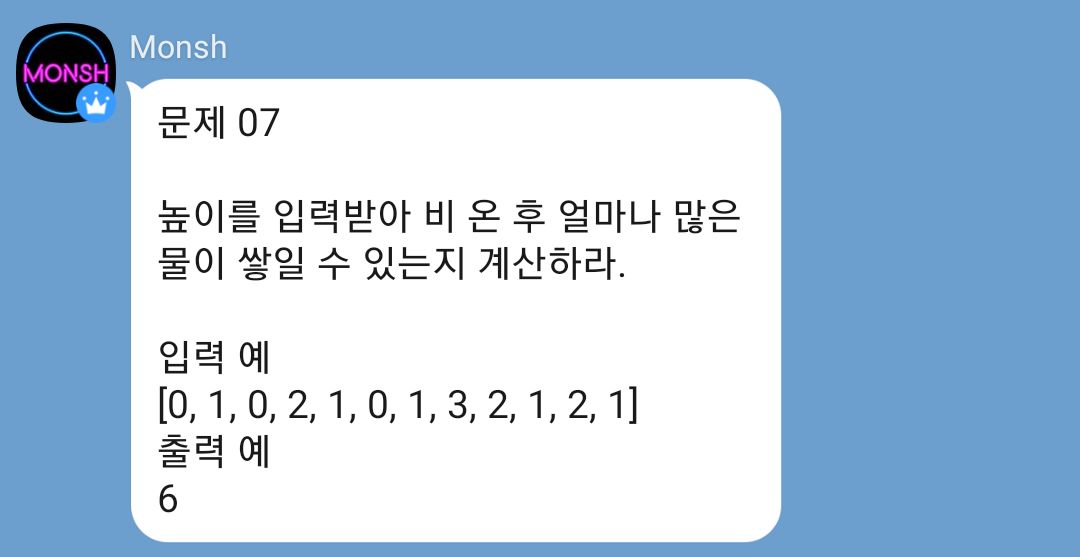 MONSH
Monsh
문제 07
높이를 입력받아 비 온 후 얼마나 많은
물이 쌓일 수 있는지 계산하라.
입력 예
[0, 1, 0, 2, 1, 0, 1, 3, 2, 1, 2, 1]
출력 예
6